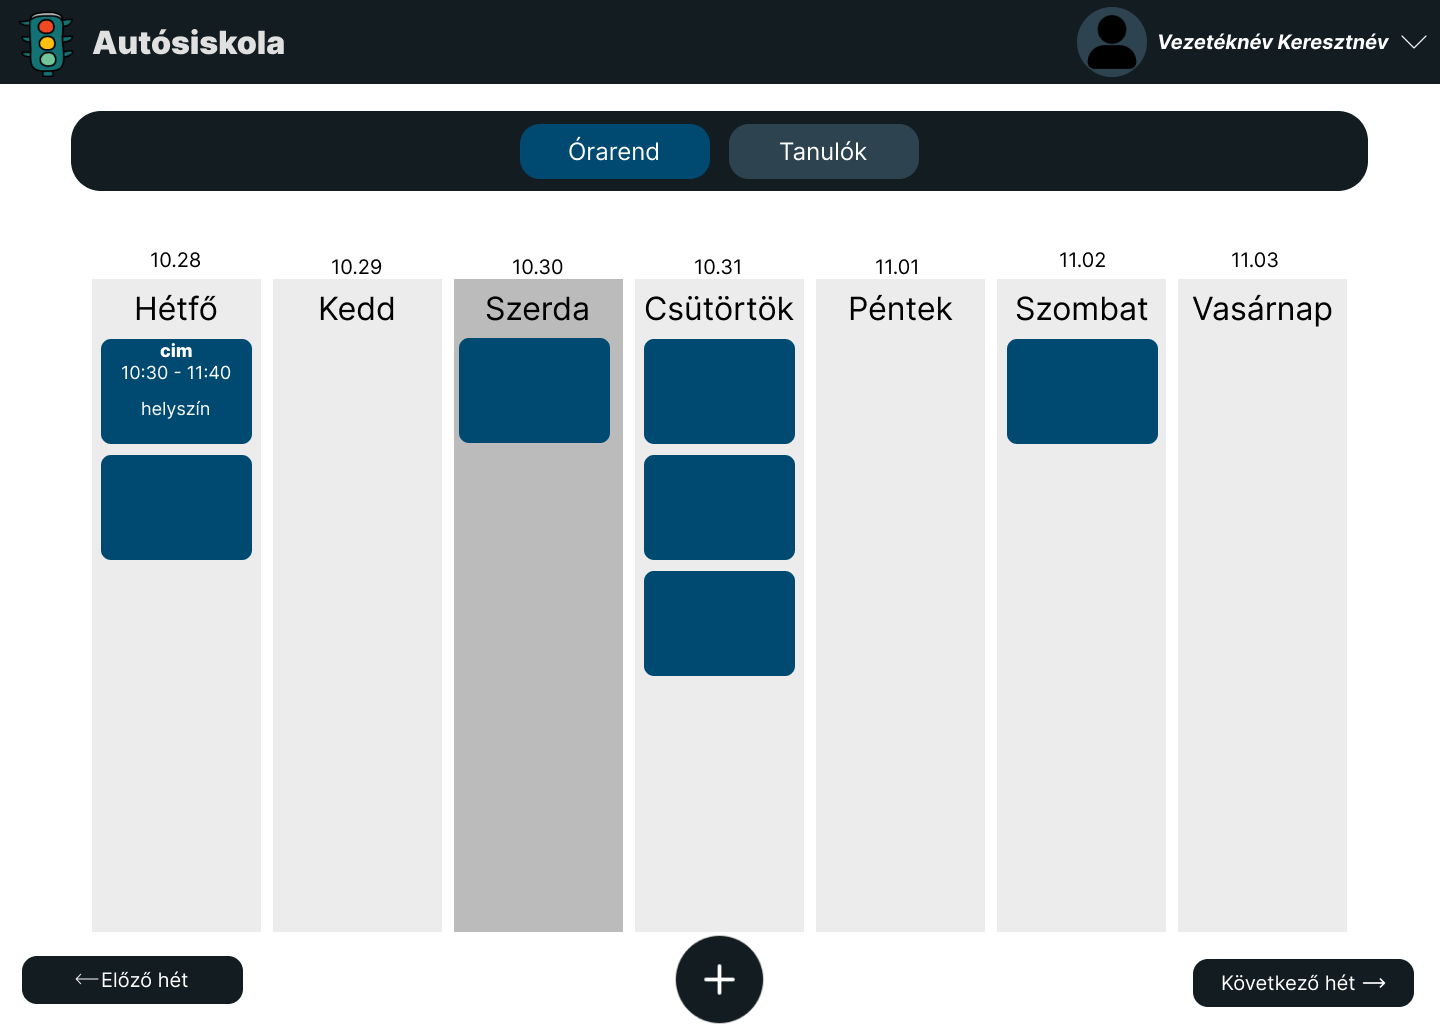 Autósiskola
Vezetéknév Keresztnév
Órarend
Tanulók
10.28
10.29
10.30
10.31
11.01
11.02
11.03
Hétfő
Kedd
Szerda
Csütörtök
Péntek
Szombat
Vasárnap
cim
10:30 - 11:40
helyszín
←Előző hét
+
Következő hét →